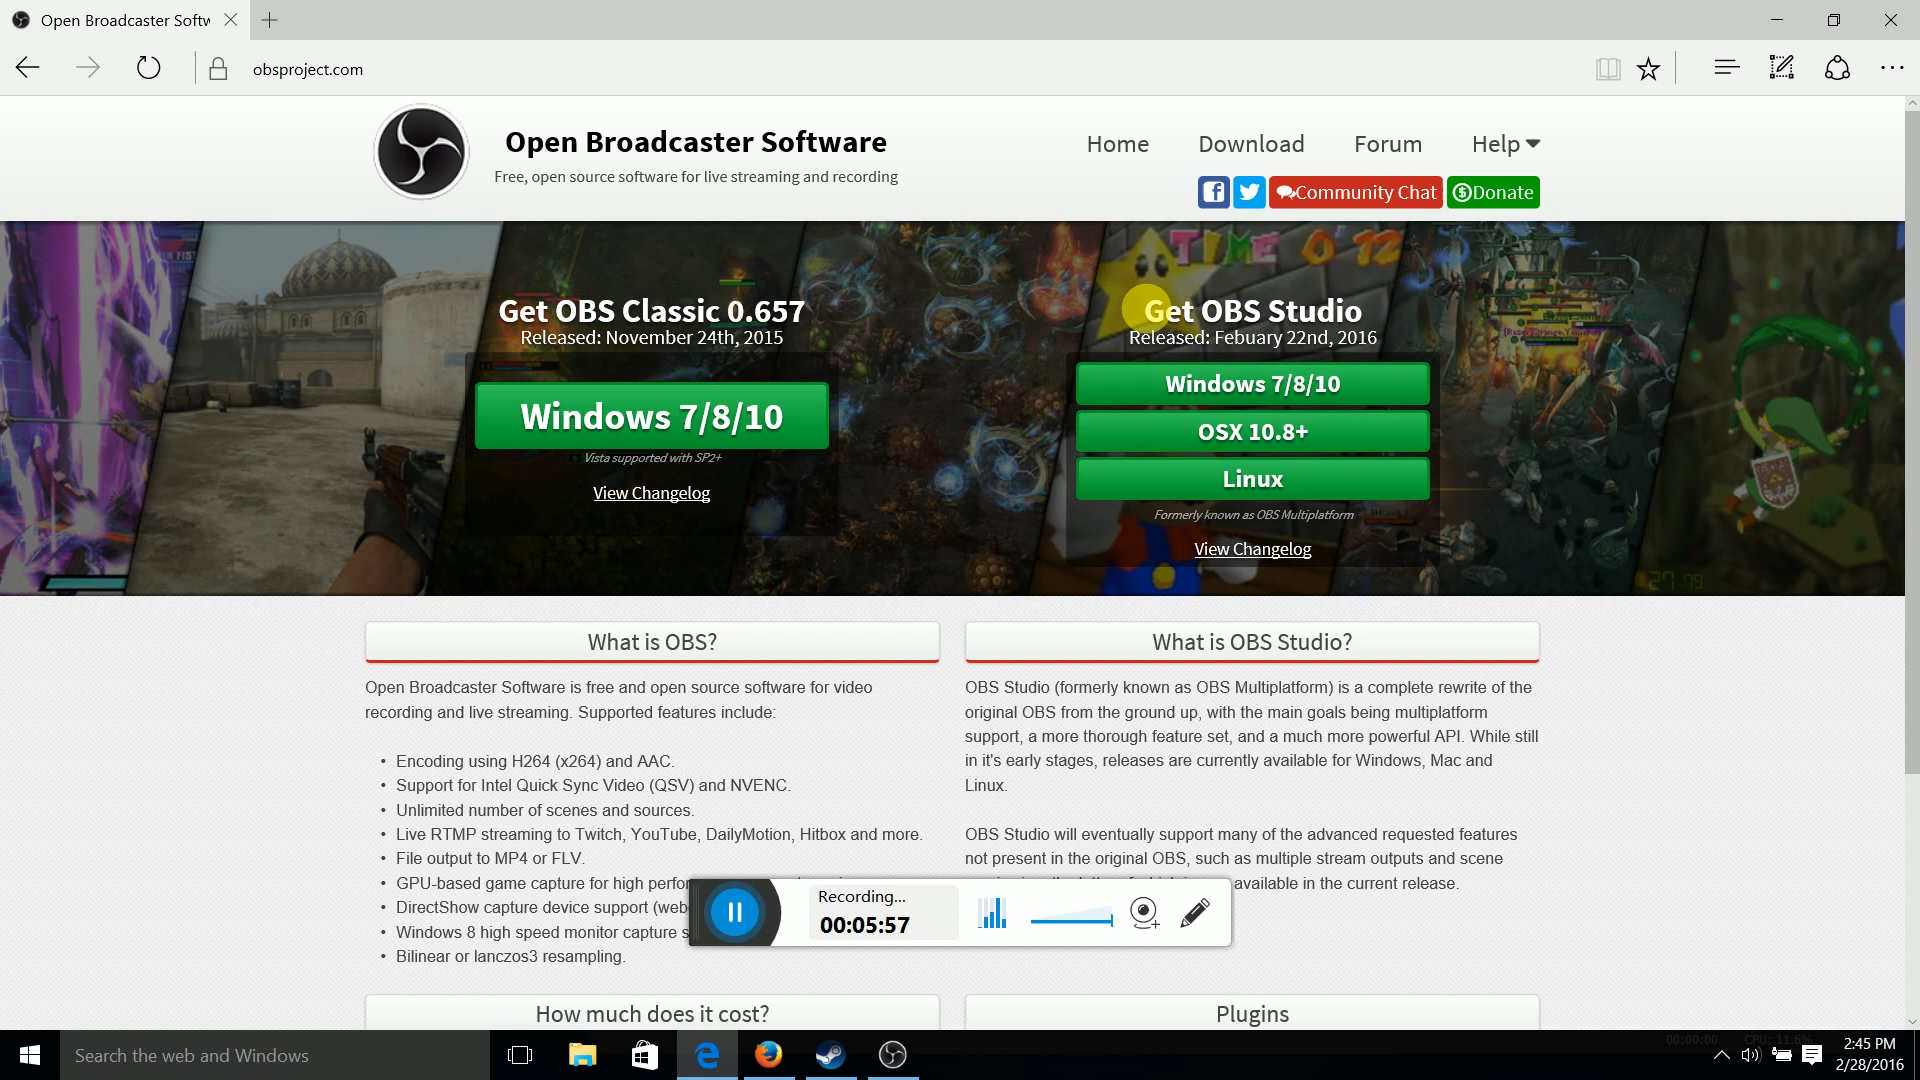 Open Broadcaster Softw
obsproject.com
Open Broadcaster Software
Free, open source software for live streaming and recording
Home Download Forum Help
Community Chat Donate
TIME 0"12
Get OBS Classic 0.657
Released: November 24th, 2015
Windows 7/8/10
Vista supported with SP2+
View Changelog
Get OBS Studio
Released: Febuary 22nd, 2016
Windows 7/8/10
OSX 10.8+
Linux
Formerly known as OBS Multiplatform
View Changelog
What is OBS?
Open Broadcaster Software is free and open source software for video
recording and live streaming. Supported features include:
• Encoding using H264 (x264) and AAC.
• Support for Intel Quick Sync Video (QSV) and NVENC.
• Unlimited number of scenes and sources.
• Live RTMP streaming to Twitch, YouTube, DailyMotion, Hitbox and more.
• File output to MP4 or FLV.
• GPU-based game capture for high perfor
• DirectShow capture device support (web
• Windows 8 high speed monitor capture s
• Bilinear or lanczos3 resampling.
What is OBS Studio?
OBS Studio (formerly known as OBS Multiplatform) is a complete rewrite of the
original OBS from the ground up, with the main goals being multiplatform
support, a more thorough feature set, and a much more powerful API. While still
in it's early stages, releases are currently available for Windows, Mac and
Linux.
OBS Studio will eventually support many of the advanced requested features
not present in the original OBS, such as multiple stream outputs and scene
available in the current release.
Recording...
00:05:57
How much does it cost?
Plugins
Search the web and Windows
00:00:00 CPU: 11.6%
2:45 PM
2/28/2016